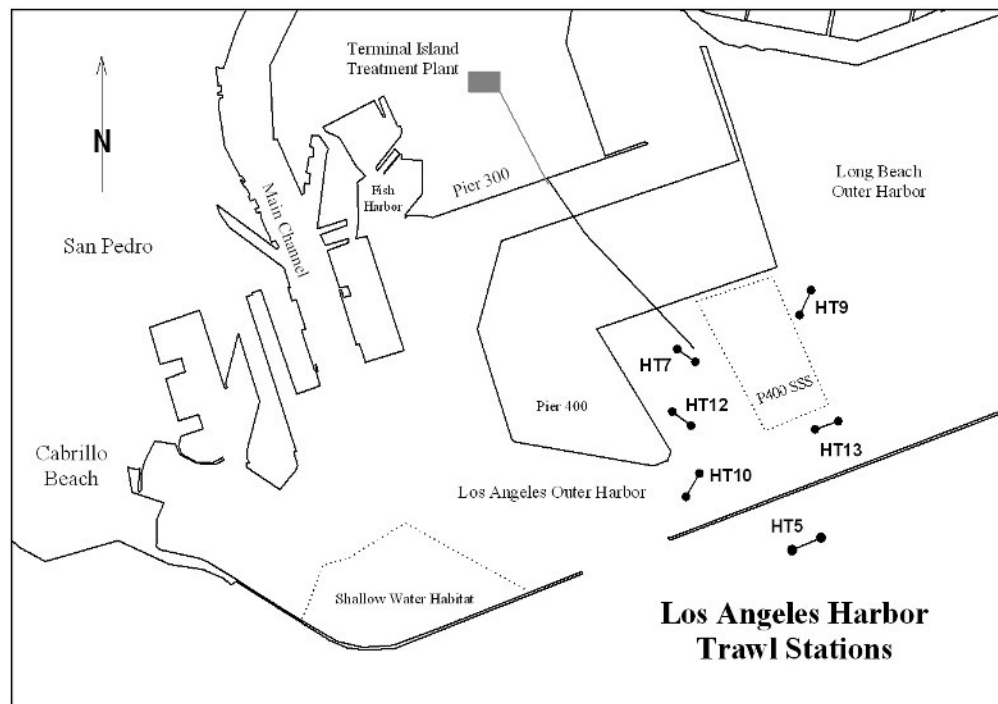 Terminal Island
Treatment Plant
N
Long Beach
Outer Harbor
Pier 300
Fish
Harbor
Main Channel
San Pedro
HT9
HT7
P400 SSS
HT12
Pier 400
HT13
Cabrillo
Beach
HT10
Los Angeles Outer Harbor
HT5
Shallow Water Habitat
Los Angeles Harbor
Trawl Stations